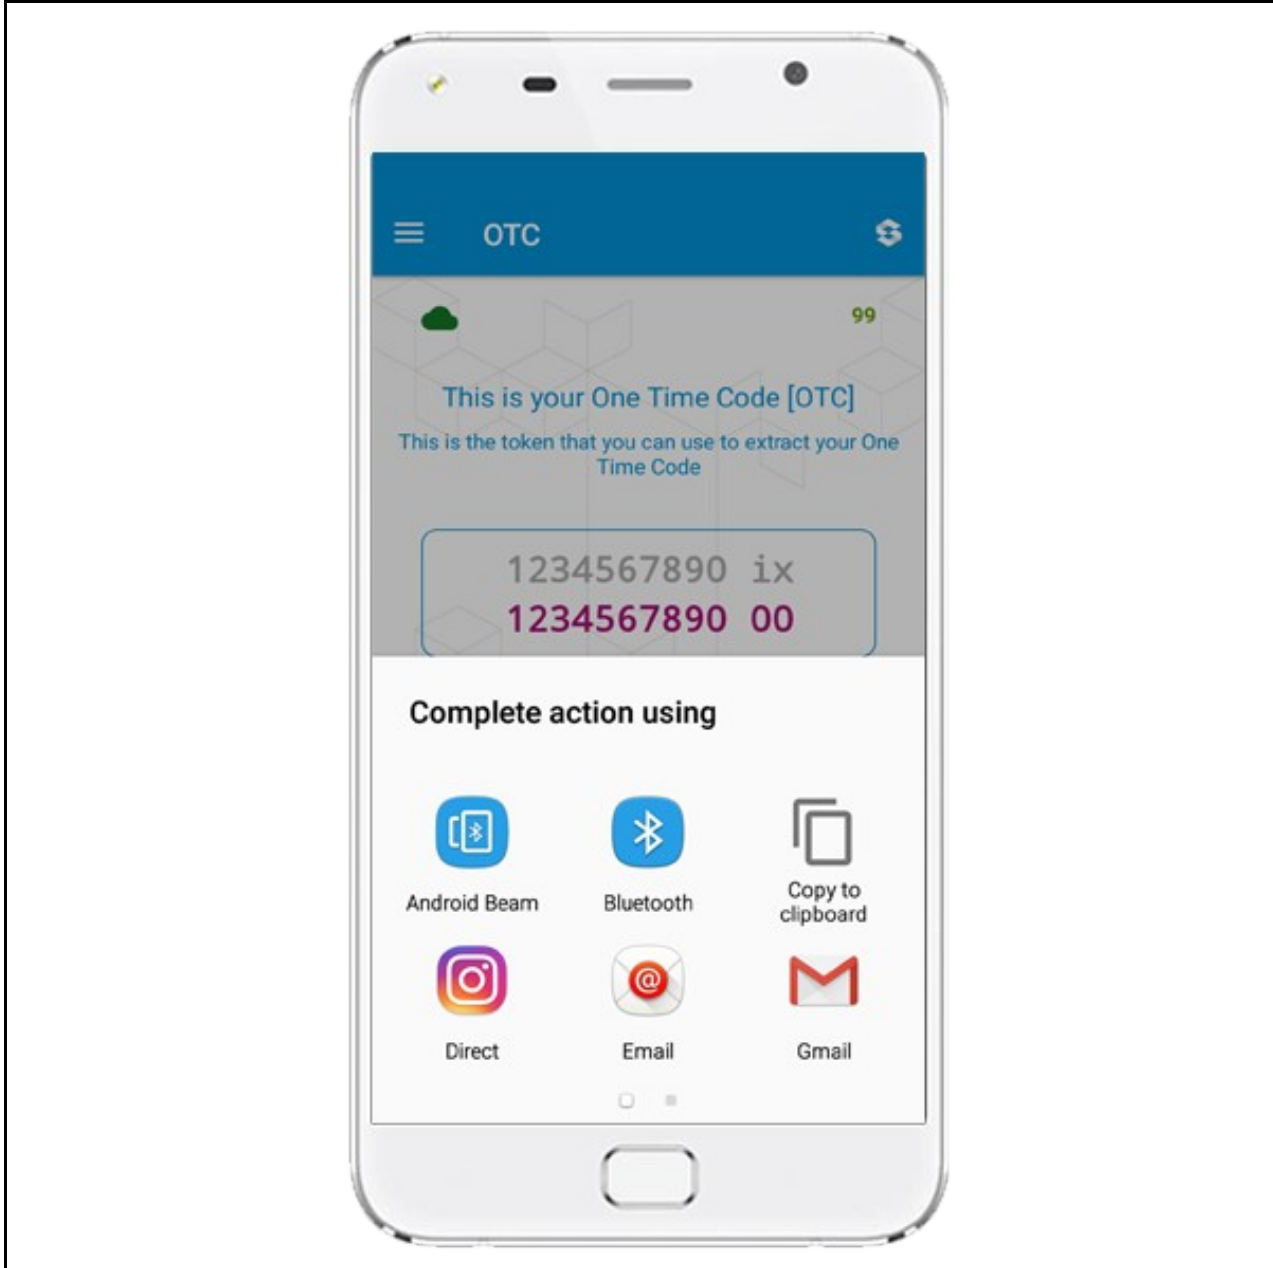 OTC
99
This is your One Time Code [OTC]
This is the token that you can use to extract your One
Time Code
1234567890 ix
1234567890 00
Complete action using
Android Beam
Bluetooth
Copy to
clipboard
Direct
Email
Gmail